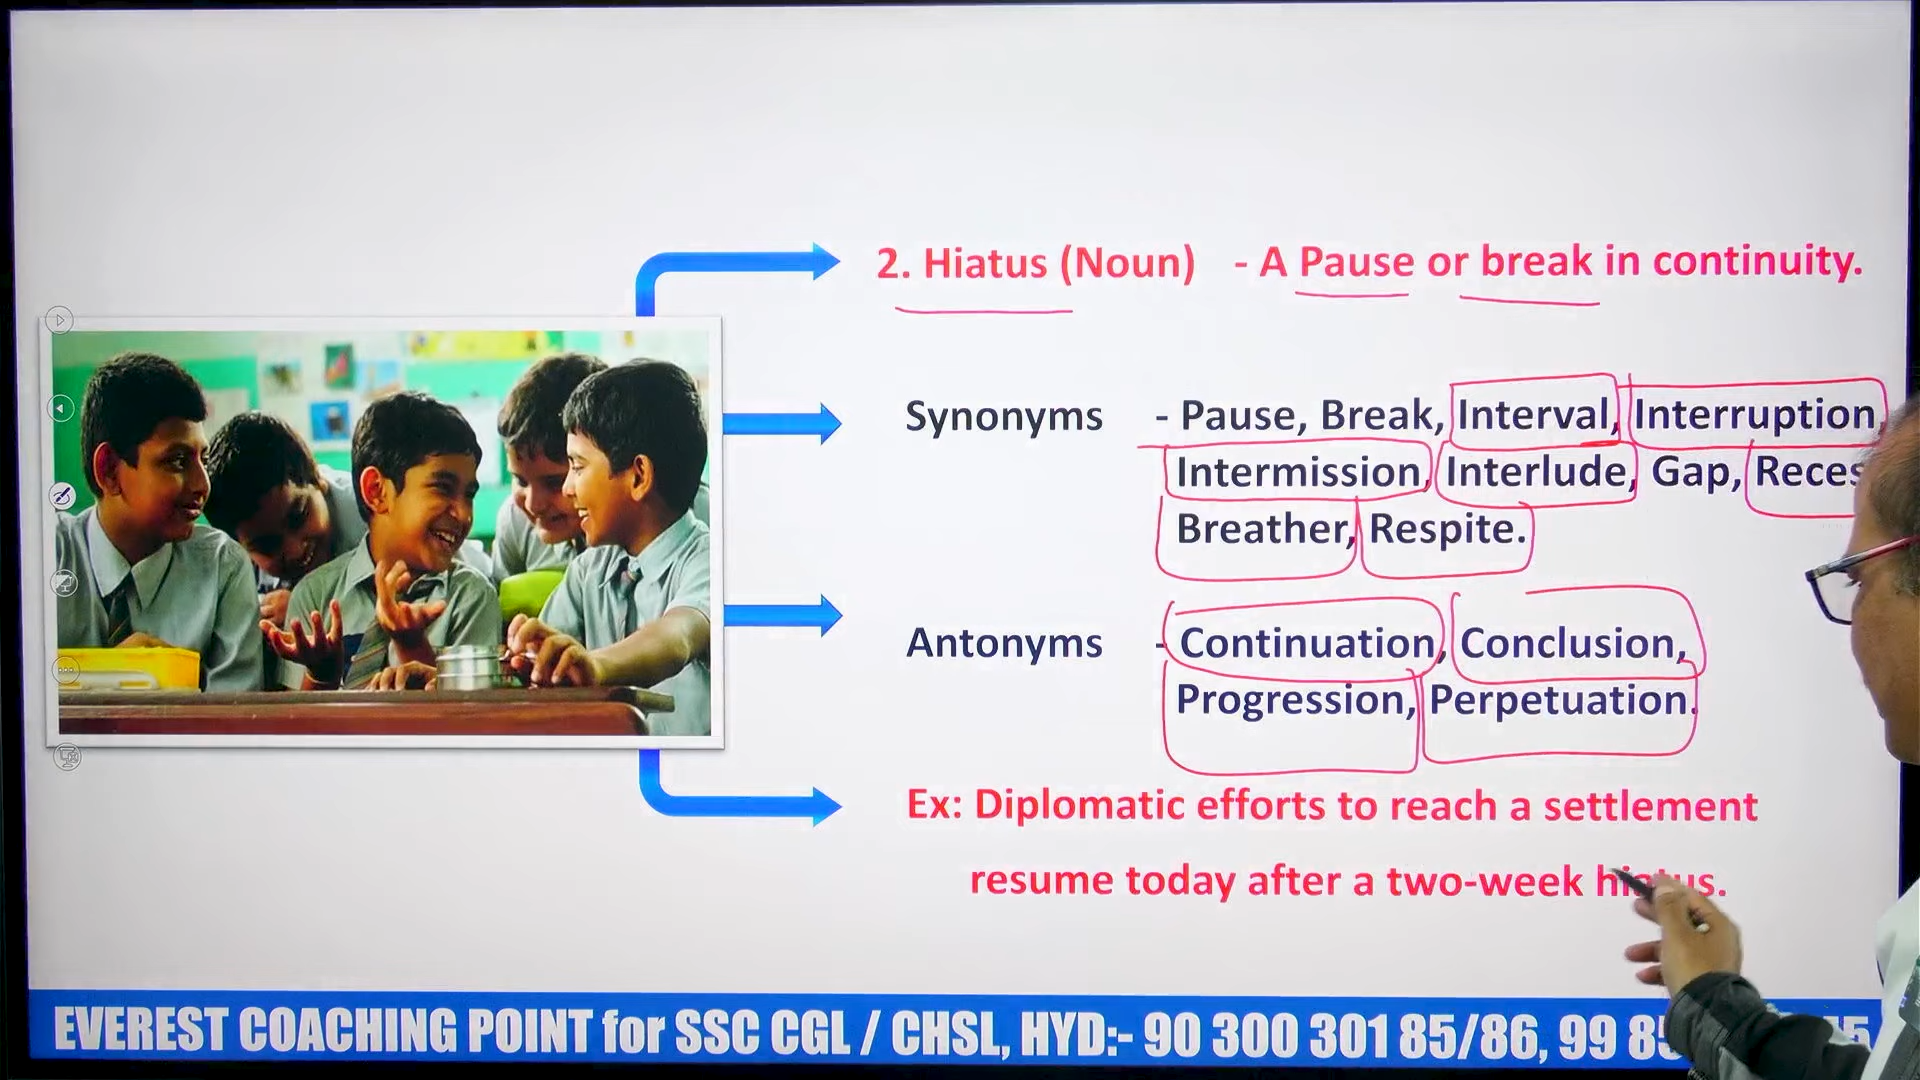 2. Hiatus (Noun) - A Pause or break in continuity.
Synonyms - Pause, Break, Interval, Interruption,
Intermission, Interlude, Gap,
Breather, Respite.
Antonyms - Continuation, Conclusion,
Progression, Perpetuation.
Ex: Diplomatic efforts to reach a settlement
resume today after a two-week hiatus.
EVEREST COACHING POINT for SSC CGL / CHSL, HYD:- 90 300 301 85/86, 99